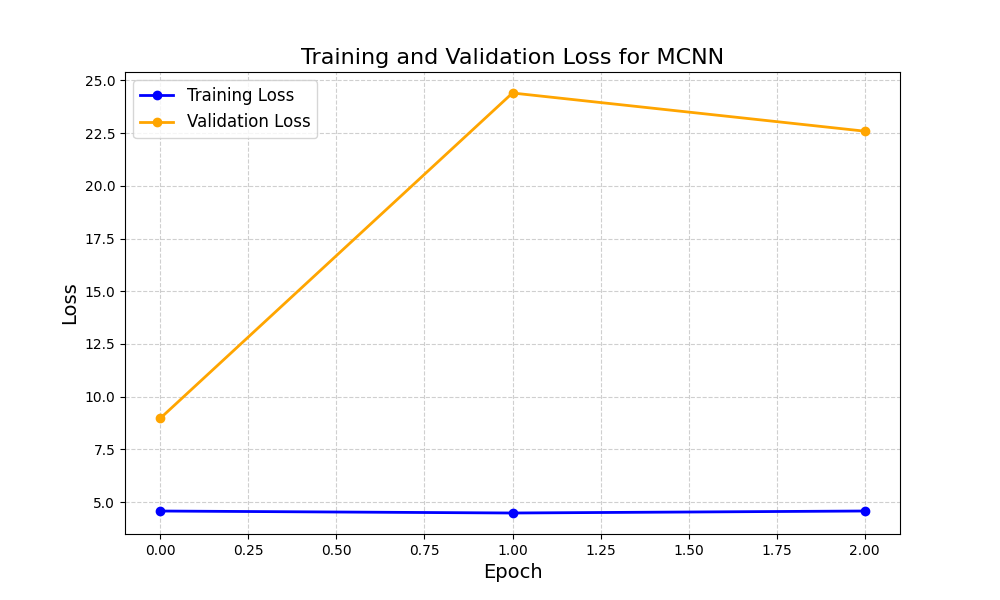 Training and Validation Loss for MCNN
Training Loss
Validation Loss
25.0
22.5
20.0
17.5
15.0
12.5
10.0
7.5
5.0
Loss
0.00 0.25 0.50 0.75 1.00 1.25 1.50 1.75 2.00
Epoch